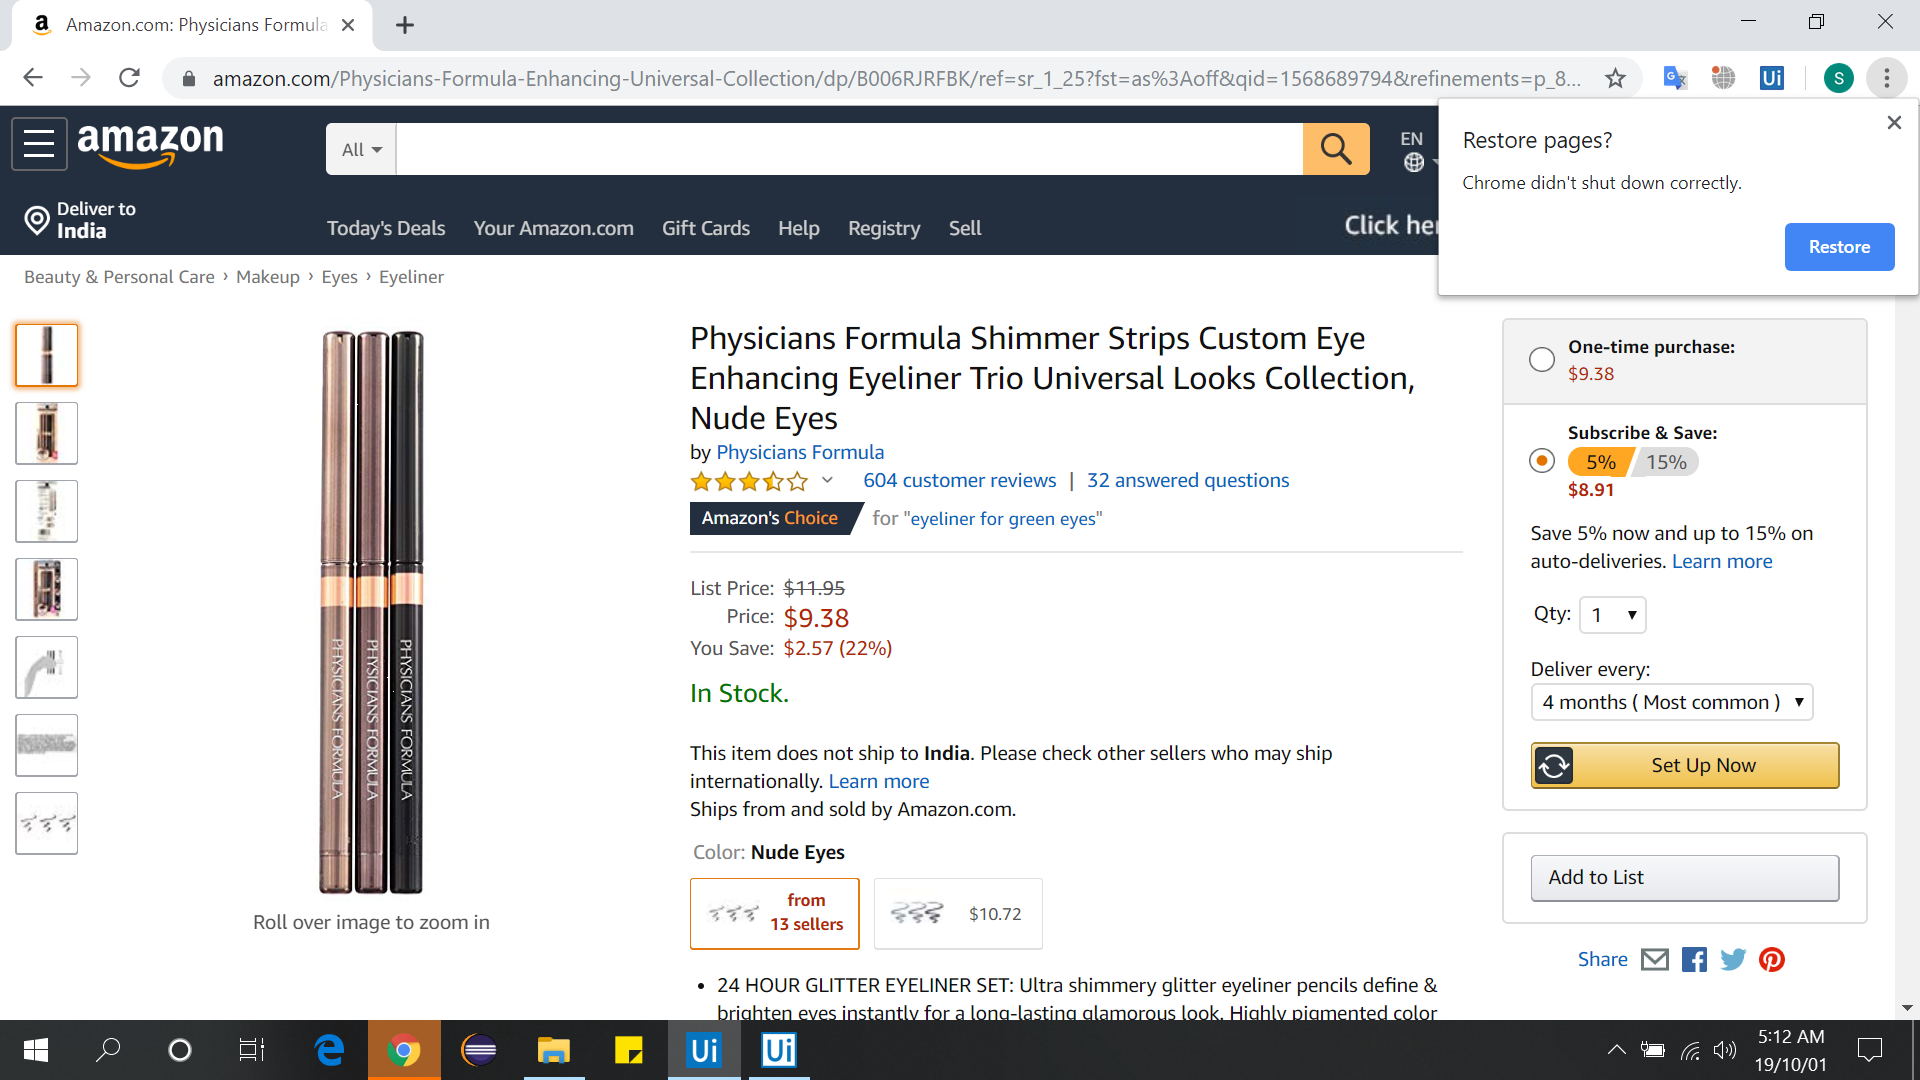 Amazon.com: Physicians Formula
amazon.com/Physicians-Formula-Enhancing-Universal-Collection/dp/B006RJRFBK/ref=sr_1_25?fst=as%3Aoff&qid=1568689794&refinements=p_8...
S
Restore pages?
Chrome didn't shut down correctly.
Restore
amazon
All
EN
Deliver to
India
Today's Deals
Your Amazon.com
Gift Cards
Help
Registry
Sell
Click her
Beauty & Personal Care › Makeup › Eyes › Eyeliner
PHYSICIANS FORMULA
PHYSICIANS FORMULA
PHYSICIANS FORMULA
Roll over image to zoom in
Physicians Formula Shimmer Strips Custom Eye
Enhancing Eyeliner Trio Universal Looks Collection,
Nude Eyes
by Physicians Formula
604 customer reviews | 32 answered questions
Amazon's Choice for "eyeliner for green eyes"
List Price: $11.95
Price: $9.38
You Save: $2.57 (22%)
In Stock.
This item does not ship to India. Please check other sellers who may ship
internationally. Learn more
Ships from and sold by Amazon.com.
Color: Nude Eyes
from
13 sellers
$10.72
• 24 HOUR GLITTER EYELINER SET: Ultra shimmery glitter eyeliner pencils define &
brighten eyes instantly for a long-lasting glamorous look. Highly pigmented color
One-time purchase:
$9.38
Subscribe & Save:
5% 15%
$8.91
Save 5% now and up to 15% on
auto-deliveries. Learn more
Qty: 1
Deliver every:
4 months ( Most common )
Set Up Now
Add to List
Share
Ui
Ui
Ui
5:12 AM
19/10/01